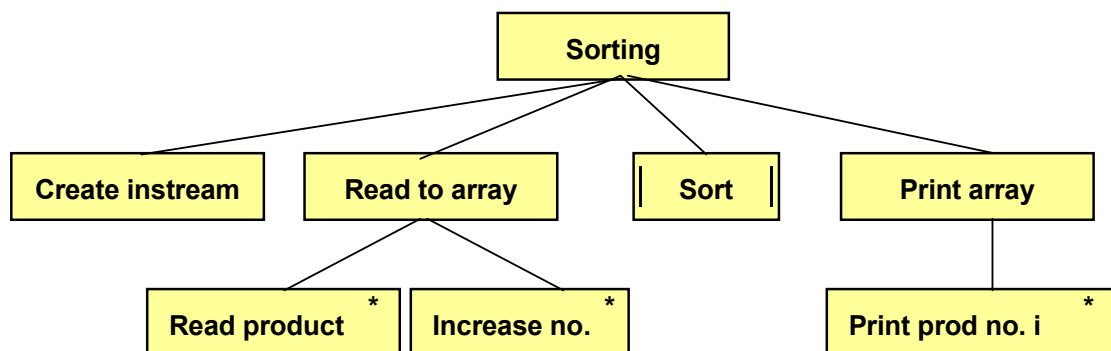 Sorting
Create instream
Read to array
Sort
Print array
Read product *
Increase no. *
Print prod no. i *